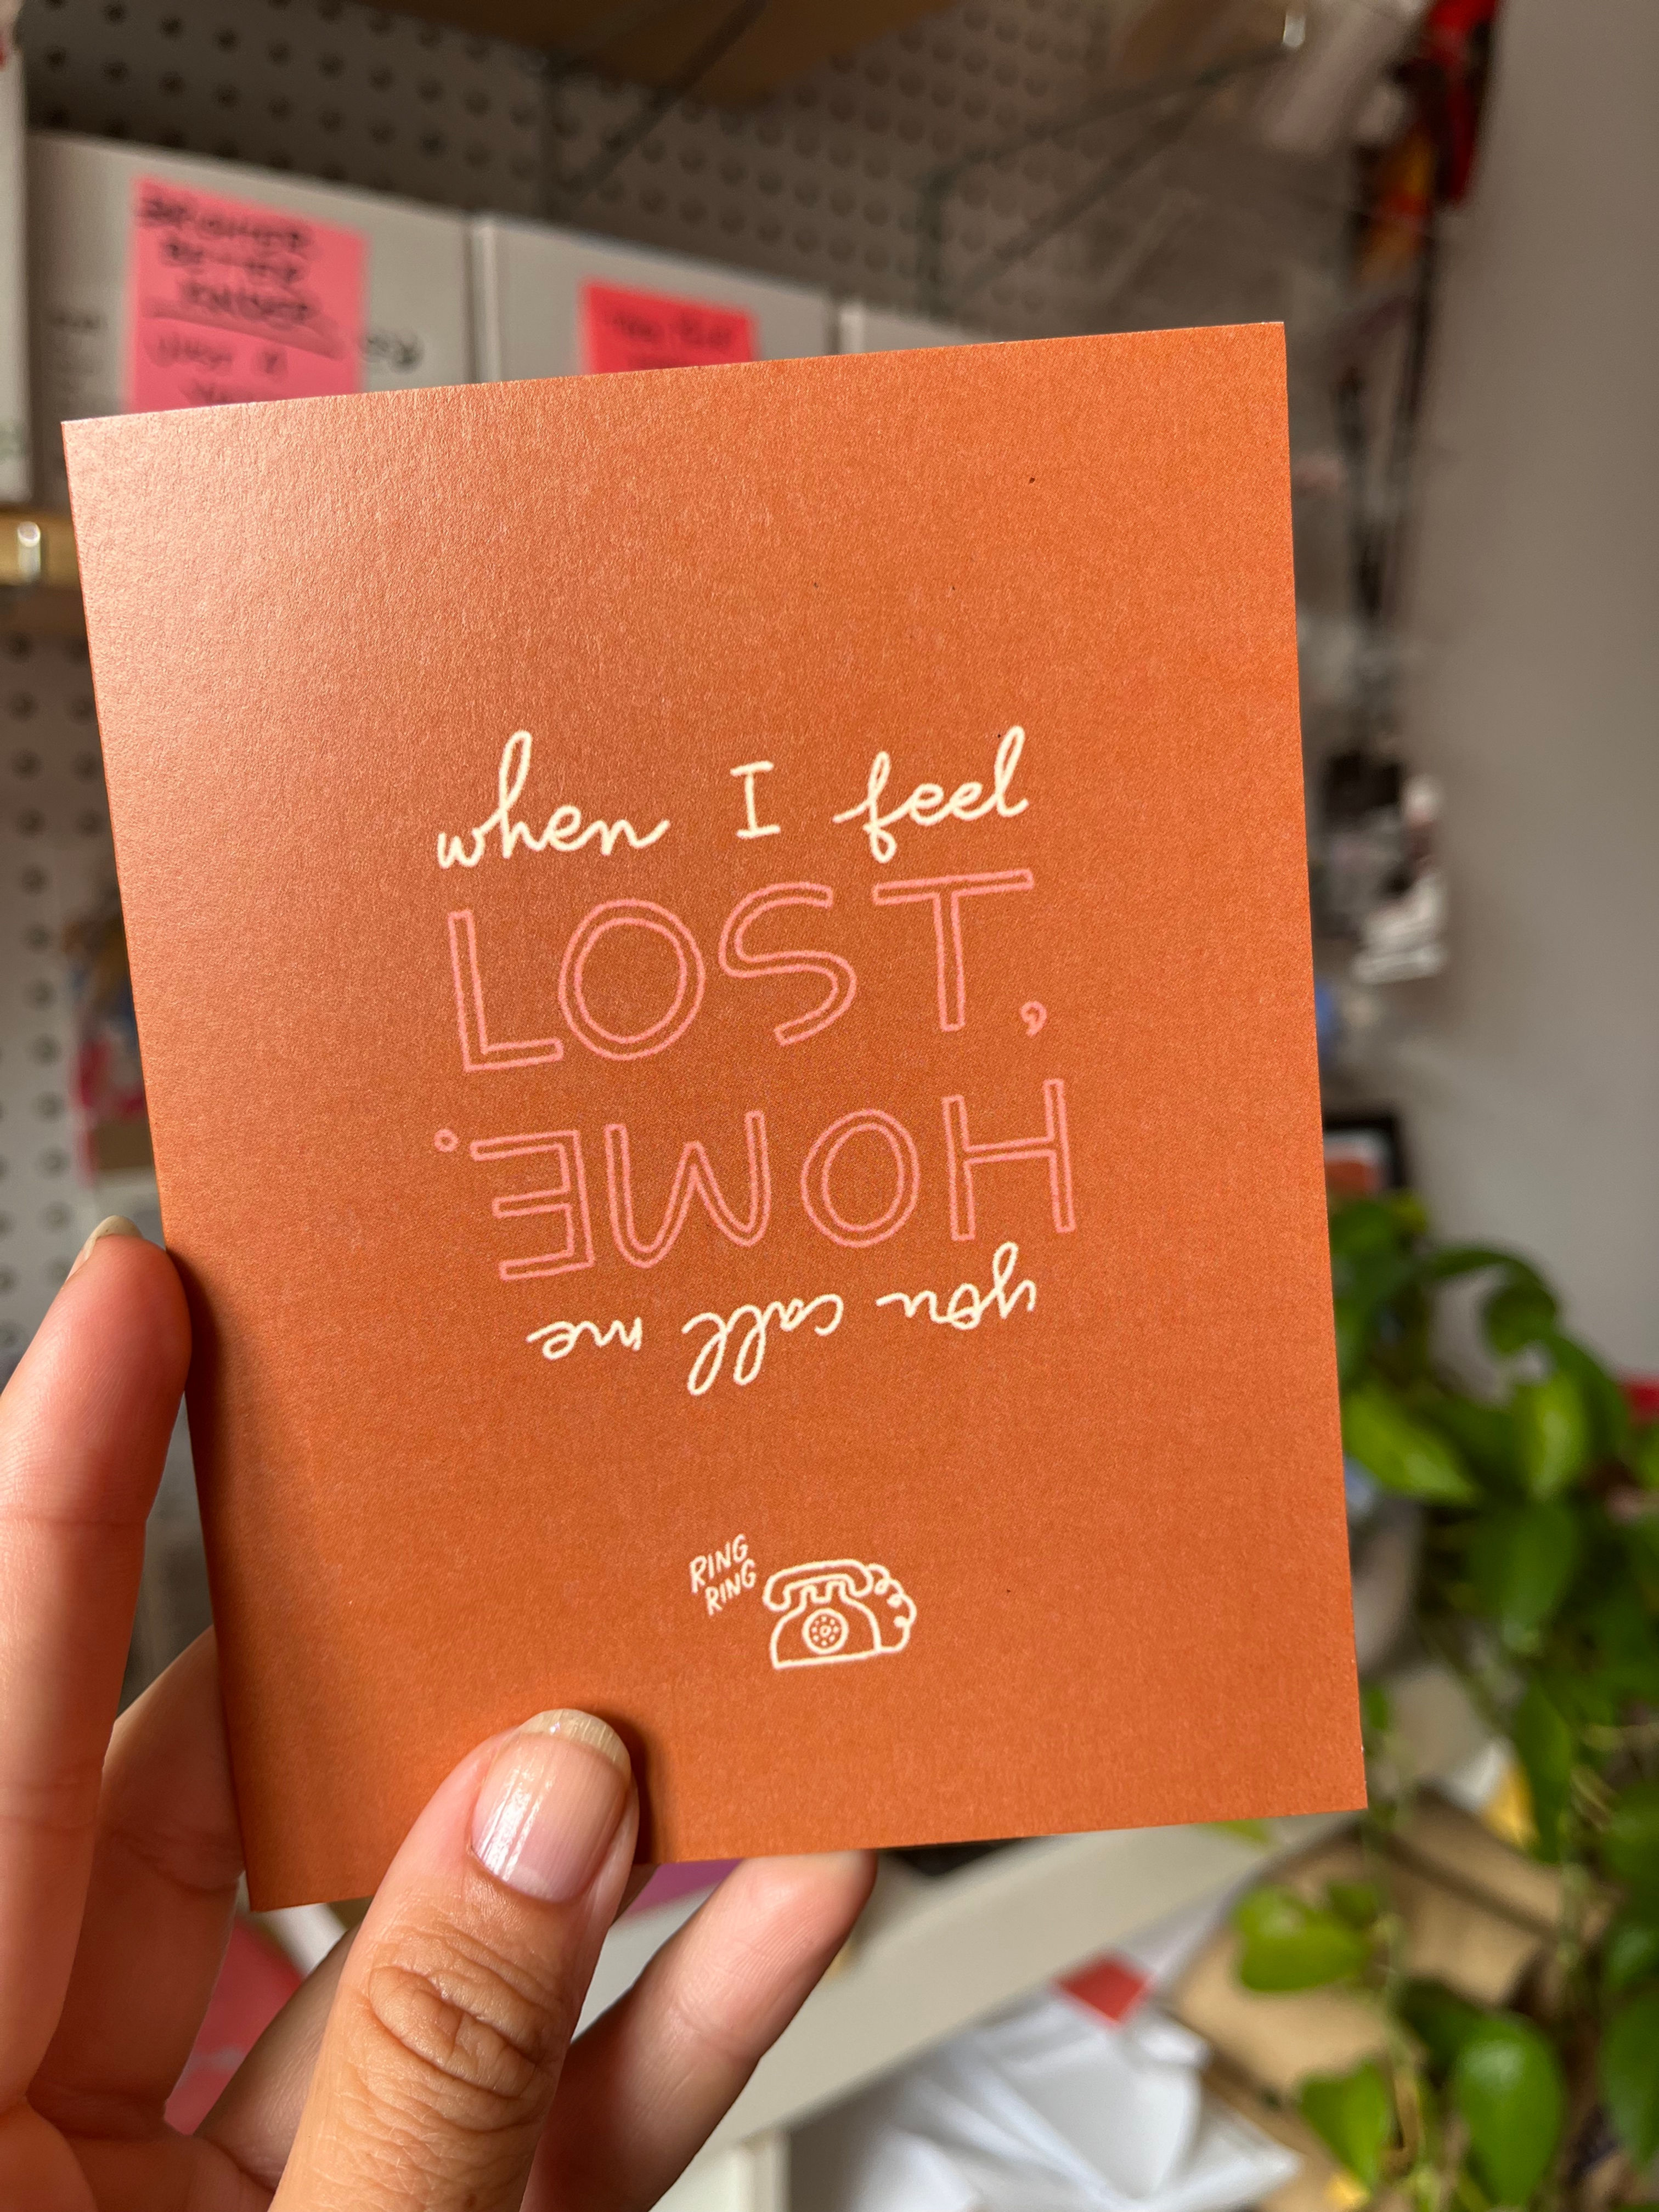 when I feel
LOST,
you call me
HOME.
RING
RING